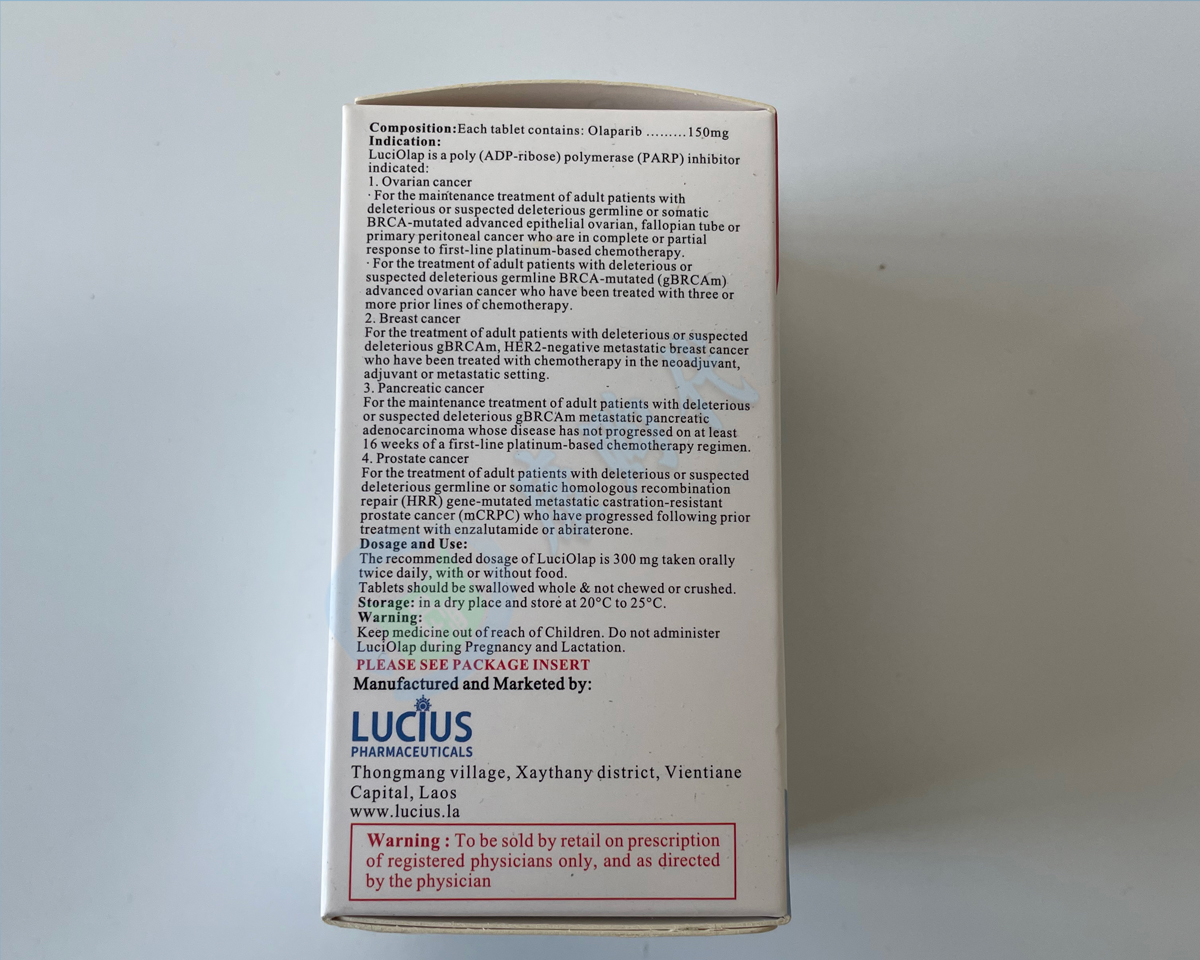 Composition:Each tablet contains: Olaparib .........150mg
Indication:
LuciOlap is a poly (ADP-ribose) polymerase (PARP) inhibitor
indicated:
1. Ovarian cancer
· For the maintenance treatment of adult patients with
deleterious or suspected deleterious germline or somatic
BRCA-mutated advanced epithelial ovarian, fallopian tube or
primary peritoneal cancer who are in complete or partial
response to first-line platinum-based chemotherapy.
· For the treatment of adult patients with deleterious or
suspected deleterious germline BRCA-mutated (gBRCAm)
advanced ovarian cancer who have been treated with three or
more prior lines of chemotherapy.
2. Breast cancer
For the treatment of adult patients with deleterious or suspected
deleterious gBRCAm, HER2-negative metastatic breast cancer
who have been treated with chemotherapy in the neoadjuvant,
adjuvant or metastatic setting.
3. Pancreatic cancer
For the maintenance treatment of adult patients with deleterious
or suspected deleterious gBRCAm metastatic pancreatic
adenocarcinoma whose disease has not progressed on at least
16 weeks of a first-line platinum-based chemotherapy regimen.
4. Prostate cancer
For the treatment of adult patients with deleterious or suspected
deleterious germline or somatic homologous recombination
repair (HRR) gene-mutated metastatic castration-resistant
prostate cancer (mCRPC) who have progressed following prior
treatment with enzalutamide or abiraterone.
Dosage and Use:
The recommended dosage of LuciOlap is 300 mg taken orally
twice daily, with or without food.
Tablets should be swallowed whole & not chewed or crushed.
Storage: in a dry place and store at 20°C to 25°C.
Warning:
Keep medicine out of reach of Children. Do not administer
LuciOlap during Pregnancy and Lactation.
PLEASE SEE PACKAGE INSERT
Manufactured and Marketed by:
LUCIUS
PHARMACEUTICALS
Thongmang village, Xaythany district, Vientiane
Capital, Laos
www.lucius.la
Warning : To be sold by retail on prescription
of registered physicians only, and as directed
by the physician